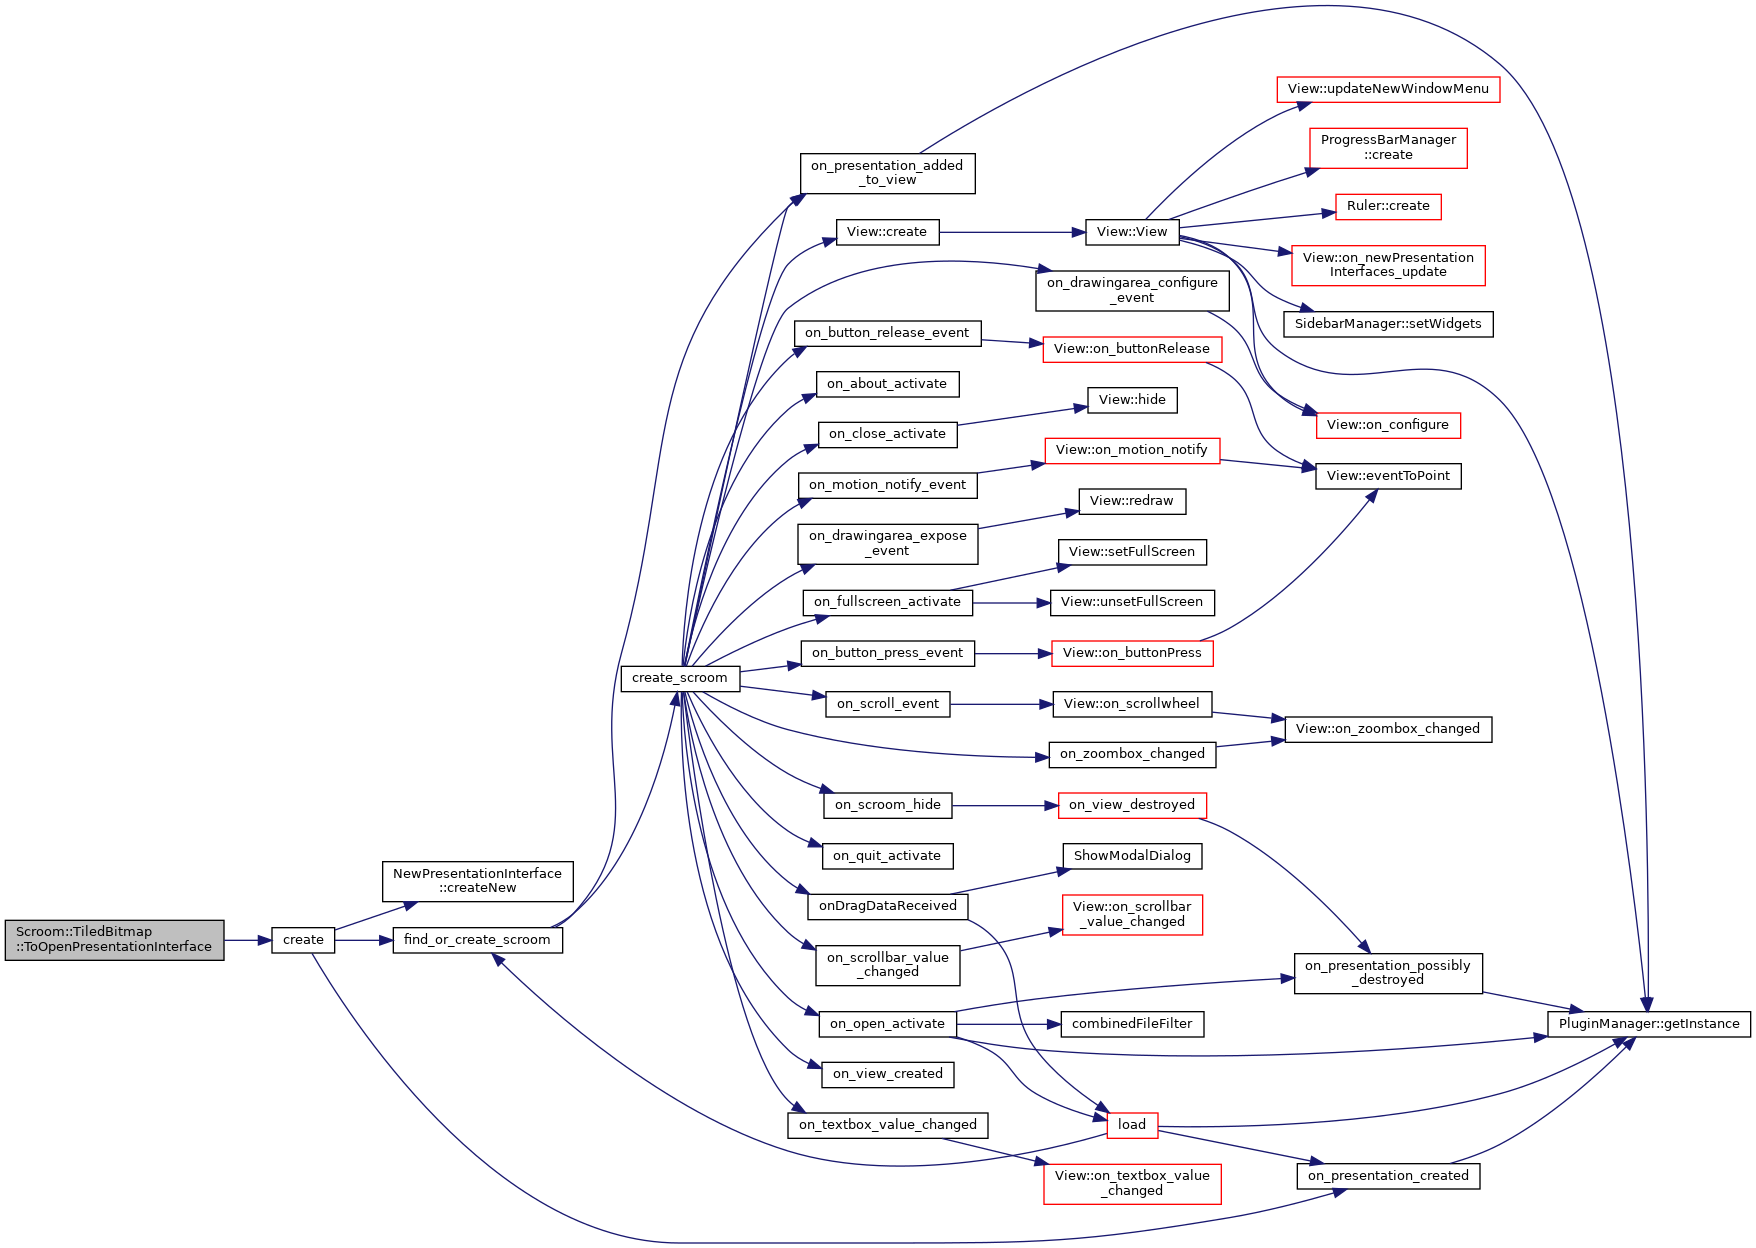 Scroom::TiledBitmap
::ToOpenPresentationInterface
create
NewPresentationInterface
::createNew
find_or_create_scroom
create_scroom
on_presentation_added
_to_view
View::create
on_drawingarea_configure
_event
on_button_release_event
on_about_activate
on_close_activate
on_motion_notify_event
on_drawingarea_expose
_event
on_fullscreen_activate
on_button_press_event
on_scroll_event
on_zoombox_changed
on_scroom_hide
on_quit_activate
onDragDataReceived
on_scrollbar_value
_changed
on_open_activate
on_view_created
on_textbox_value_changed
View::View
View::on_buttonRelease
View::hide
View::on_motion_notify
View::redraw
View::setFullScreen
View::unsetFullScreen
View::on_buttonPress
View::on_scrollwheel
on_view_destroyed
ShowModalDialog
View::on_scrollbar
_value_changed
combinedFileFilter
load
View::on_textbox_value
_changed
View::updateNewWindowMenu
ProgressBarManager
::create
Ruler::create
View::on_newPresentation
Interfaces_update
SidebarManager::setWidgets
View::on_configure
View::eventToPoint
View::on_zoombox_changed
on_presentation_possibly
_destroyed
on_presentation_created
PluginManager::getInstance